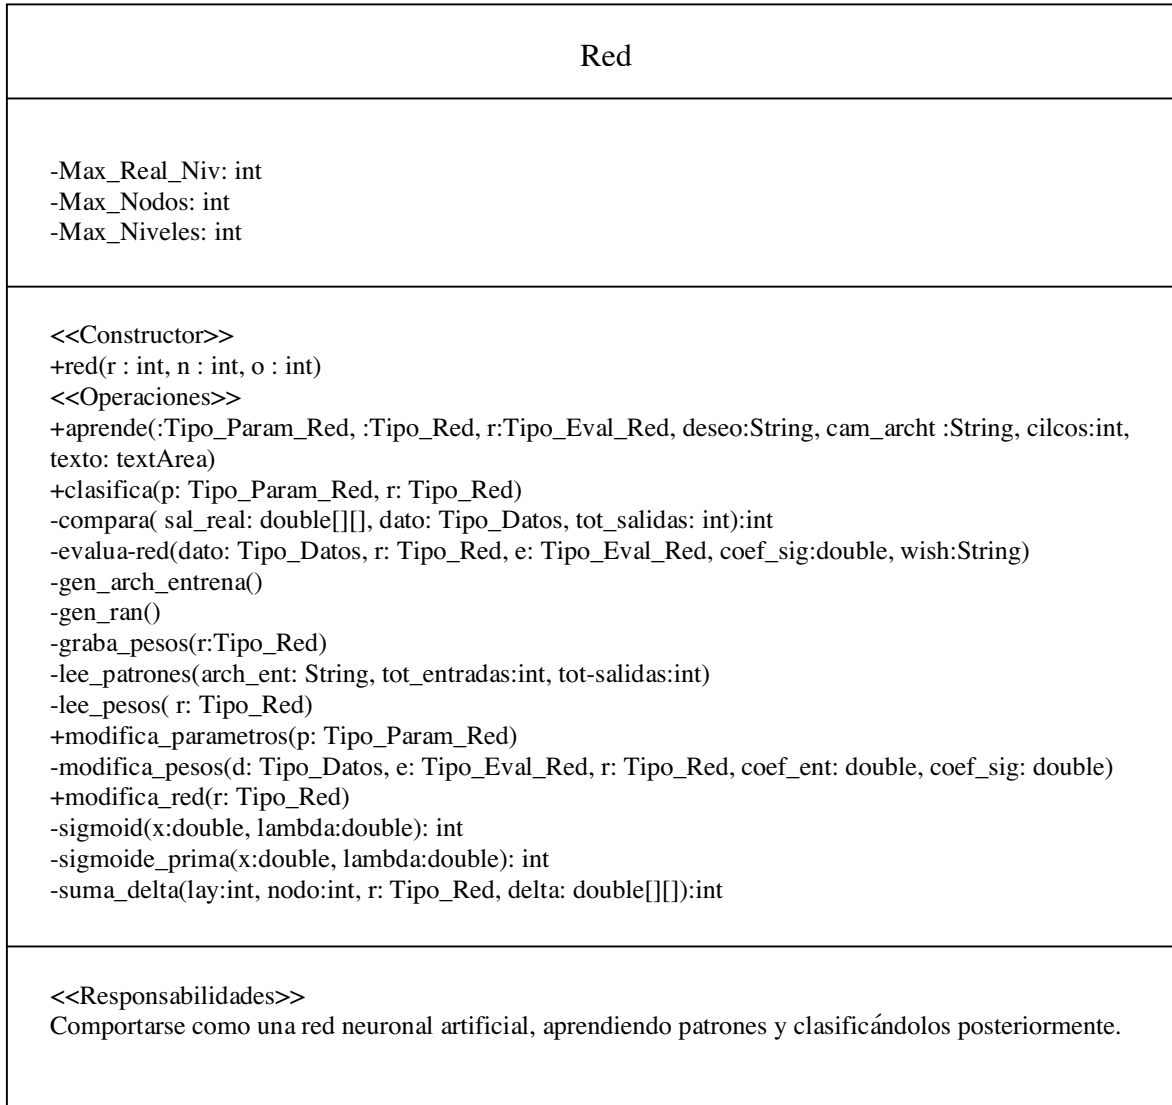 Red
-Max_Real_Niv: int
-Max_Nodos: int
-Max_Niveles: int
<<Constructor>>
+red(r : int, n : int, o : int)
<<Operaciones>>
+aprende(:Tipo_Param_Red, :Tipo_Red, r:Tipo_Eval_Red, deseo:String, cam_archt :String, cilcos:int,
texto: textArea)
+clasifica(p: Tipo_Param_Red, r: Tipo_Red)
-compara( sal_real: double[][], dato: Tipo_Datos, tot_salidas: int):int
-evalua-red(dato: Tipo_Datos, r: Tipo_Red, e: Tipo_Eval_Red, coef_sig:double, wish:String)
-gen_arch_entrena()
-gen_ran()
-graba_pesos(r:Tipo_Red)
-lee_patrones(arch_ent: String, tot_entradas:int, tot-salidas:int)
-lee_pesos( r: Tipo_Red)
+modifica_parametros(p: Tipo_Param_Red)
-modifica_pesos(d: Tipo_Datos, e: Tipo_Eval_Red, r: Tipo_Red, coef_ent: double, coef_sig: double)
+modifica_red(r: Tipo_Red)
-sigmoid(x:double, lambda:double): int
-sigmoide_prima(x:double, lambda:double): int
-suma_delta(lay:int, nodo:int, r: Tipo_Red, delta: double[][]):int
<<Responsabilidades>>
Comportarse como una red neuronal artificial, aprendiendo patrones y clasificándolos posteriormente.